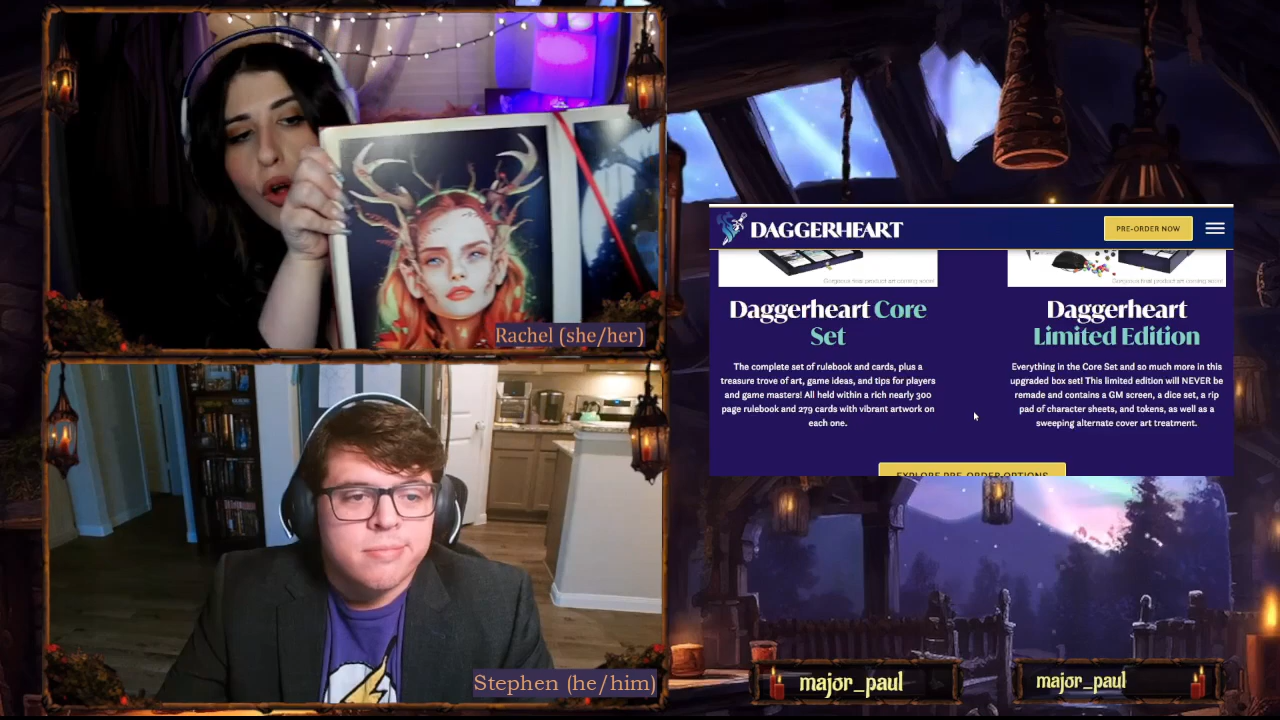 Rachel (she/her)
Stephen (he/him)
DAGGERHEART
PRE-ORDER NOW
Daggerheart Core
Set
The complete set of rulebook and cards, plus a
treasure trove of art, game ideas, and tips for players
and game masters! All held within a rich nearly 300
page rulebook and 279 cards with vibrant artwork on
each one.
Daggerheart
Limited Edition
Everything in the Core Set and so much more in this
upgraded box set! This limited edition will NEVER be
remade and contains a GM screen, a dice set, a rip
pad of character sheets, and tokens, as well as a
sweeping alternate cover art treatment.
EXPLORE PRE-ORDER OPTIONS
major_paul
major_paul